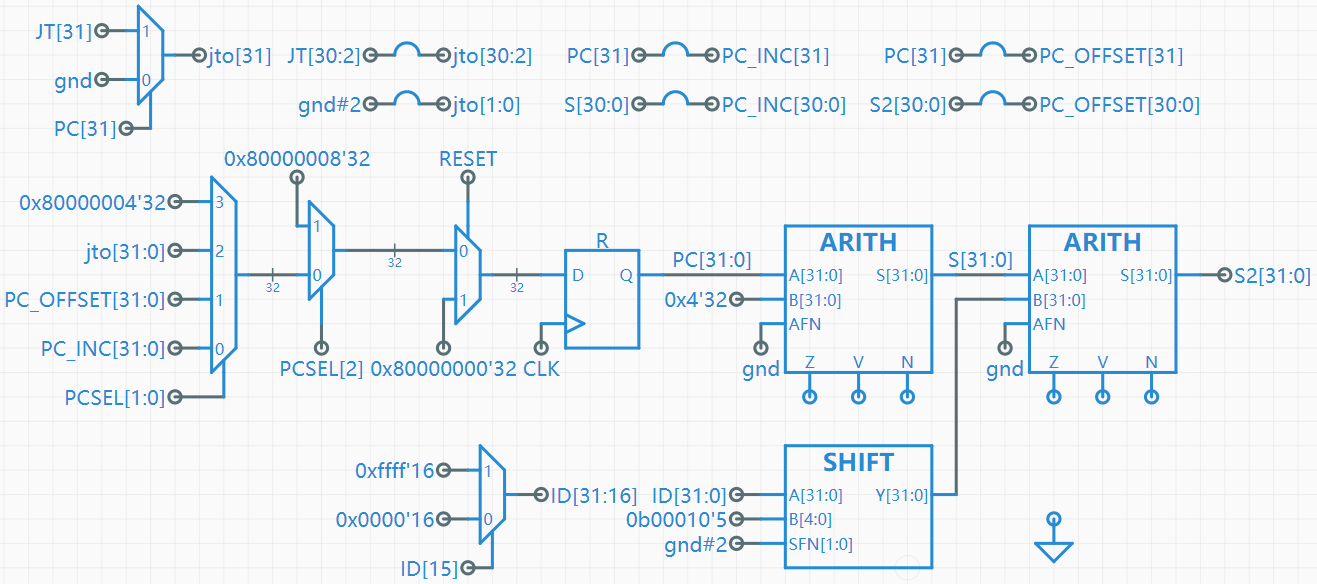 JT[31]
1
jto[31]
gnd
0
PC[31]
JT[30:2]
jto[30:2]
PC[31]
PC_INC[31]
PC[31]
PC_OFFSET[31]
gnd#2
jto[1:0]
S[30:0]
PC_INC[30:0]
S2[30:0]
PC_OFFSET[30:0]
0x80000008'32
RESET
0x80000004'32
3
jto[31:0]
2
PC_OFFSET[31:0]
1
PC_INC[31:0]
0
PCSEL[1:0]
32
1
0
PCSEL[2]
32
0
1
0x80000000'32
32
R
D
Q
CLK
PC[31:0]
0x4'32
gnd
ARITH
A[31:0]
S[31:0]
B[31:0]
AFN
Z
V
N
S[31:0]
gnd
ARITH
A[31:0]
S[31:0]
B[31:0]
AFN
Z
V
N
S2[31:0]
0xffff'16
1
0x0000'16
0
ID[31:16]
ID[15]
ID[31:0]
0b00010'5
gnd#2
SHIFT
A[31:0]
Y[31:0]
B[4:0]
SFN[1:0]